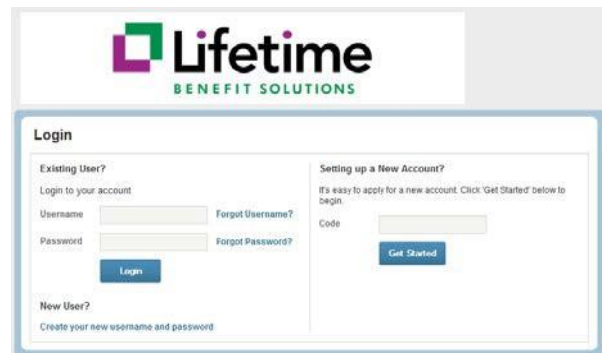 Lifetime
BENEFIT SOLUTIONS
Login
Existing User?
Login to your account
Username
Forgot Username?
Password
Forgot Password?
Login
New User?
Create your new username and password
Setting up a New Account?
It's easy to apply for a new account. Click 'Get Started' below to
begin.
Code
Get Started